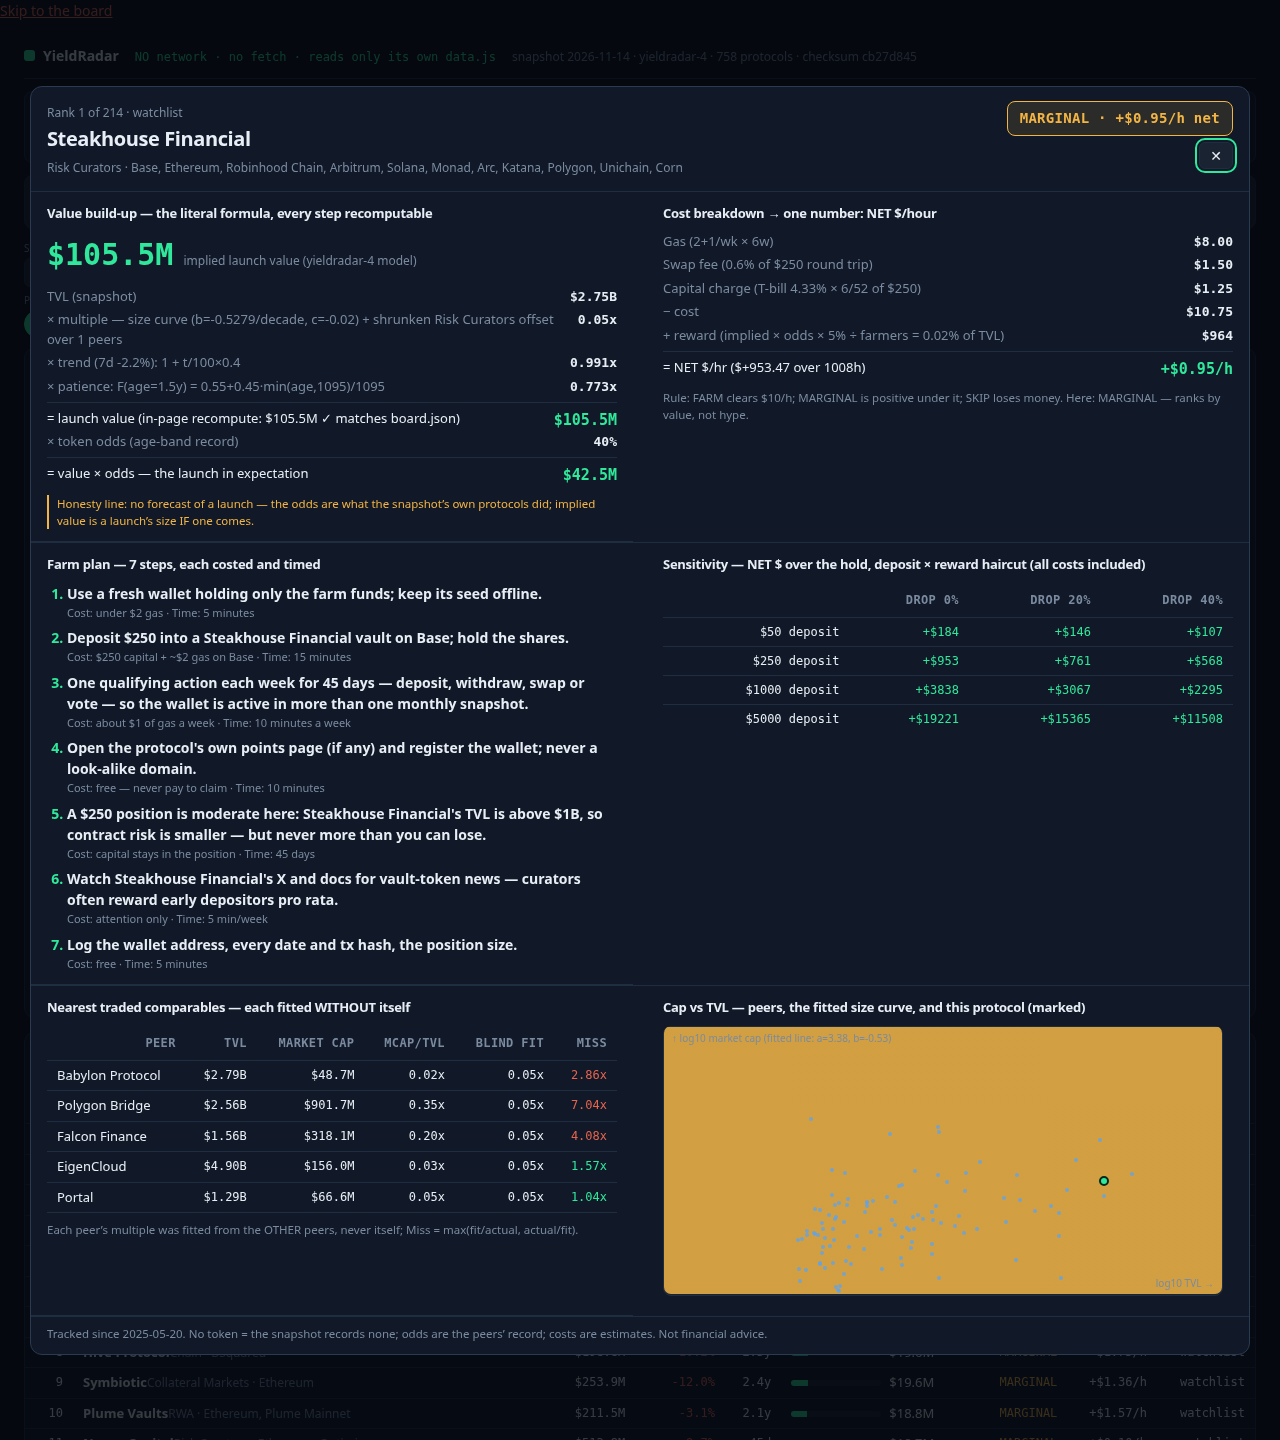 Skip to the board
YieldRadar NO network · no fetch · reads only its own data.js snapshot 2026-11-14 · yieldradar-4 · 758 protocols · checksum cb27d845
Rank 1 of 214 · watchlist
MARGINAL · +$0.95/h net
Steakhouse Financial
✕
Risk Curators · Base, Ethereum, Robinhood Chain, Arbitrum, Solana, Monad, Arc, Katana, Polygon, Unichain, Corn
Value build-up — the literal formula, every step recomputable
$105.5M implied launch value (yieldradar-4 model)
TVL (snapshot) $2.75B
× multiple — size curve (b=-0.5279/decade, c=-0.02) + shrunken Risk Curators offset 0.05x
over 1 peers
× trend (7d -2.2%): 1 + t/100×0.4 0.991x
× patience: F(age=1.5y) = 0.55+0.45·min(age,1095)/1095 0.773x
= launch value (in-page recompute: $105.5M ✓ matches board.json) $105.5M
× token odds (age-band record) 40%
= value × odds — the launch in expectation $42.5M
Honesty line: no forecast of a launch — the odds are what the snapshot's own protocols did; implied
value is a launch's size IF one comes.
Cost breakdown → one number: NET $/hour
Gas (2+1/wk × 6w) $8.00
Swap fee (0.6% of $250 round trip) $1.50
Capital charge (T-bill 4.33% × 6/52 of $250) $1.25
− cost $10.75
+ reward (implied × odds × 5% ÷ farmers = 0.02% of TVL) $964
= NET $/hr ($+953.47 over 1008h) +$0.95/h
Rule: FARM clears $10/h; MARGINAL is positive under it; SKIP loses money. Here: MARGINAL — ranks by
value, not hype.
Farm plan — 7 steps, each costed and timed
1. Use a fresh wallet holding only the farm funds; keep its seed offline.
Cost: under $2 gas · Time: 5 minutes
2. Deposit $250 into a Steakhouse Financial vault on Base; hold the shares.
Cost: $250 capital + ~$2 gas on Base · Time: 15 minutes
3. One qualifying action each week for 45 days — deposit, withdraw, swap or
vote — so the wallet is active in more than one monthly snapshot.
Cost: about $1 of gas a week · Time: 10 minutes a week
4. Open the protocol's own points page (if any) and register the wallet; never a
look-alike domain.
Cost: free — never pay to claim · Time: 10 minutes
5. A $250 position is moderate here: Steakhouse Financial's TVL is above $1B, so
contract risk is smaller — but never more than you can lose.
Cost: capital stays in the position · Time: 45 days
6. Watch Steakhouse Financial's X and docs for vault-token news — curators
often reward early depositors pro rata.
Cost: attention only · Time: 5 min/week
7. Log the wallet address, every date and tx hash, the position size.
Cost: free · Time: 5 minutes
Sensitivity — NET $ over the hold, deposit × reward haircut (all costs included)
DROP 0% DROP 20% DROP 40%
$50 deposit +$184 +$146 +$107
$250 deposit +$953 +$761 +$568
$1000 deposit +$3838 +$3067 +$2295
$5000 deposit +$19221 +$15365 +$11508
Nearest traded comparables — each fitted WITHOUT itself
PEER TVL MARKET CAP MCAP/TVL BLIND FIT MISS
Babylon Protocol $2.79B $48.7M 0.02x 0.05x 2.86x
Polygon Bridge $2.56B $901.7M 0.35x 0.05x 7.04x
Falcon Finance $1.56B $318.1M 0.20x 0.05x 4.08x
EigenCloud $4.90B $156.0M 0.03x 0.05x 1.57x
Portal $1.29B $66.6M 0.05x 0.05x 1.04x
Each peer's multiple was fitted from the OTHER peers, never itself; Miss = max(fit/actual, actual/fit).
Cap vs TVL — peers, the fitted size curve, and this protocol (marked)
↑ log10 market cap (fitted line: a=3.38, b=-0.53)
log10 TVL →
Tracked since 2025-05-20. No token = the snapshot records none; odds are the peers' record; costs are estimates. Not financial advice.
9 Symbiotic Collateral Markets · Ethereum $253.9M -12.0% 2.4y $19.6M MARGINAL +$1.36/h watchlist
10 Plume Vaults RWA · Ethereum, Plume Mainnet $211.5M -3.1% 2.1y $18.8M MARGINAL +$1.57/h watchlist